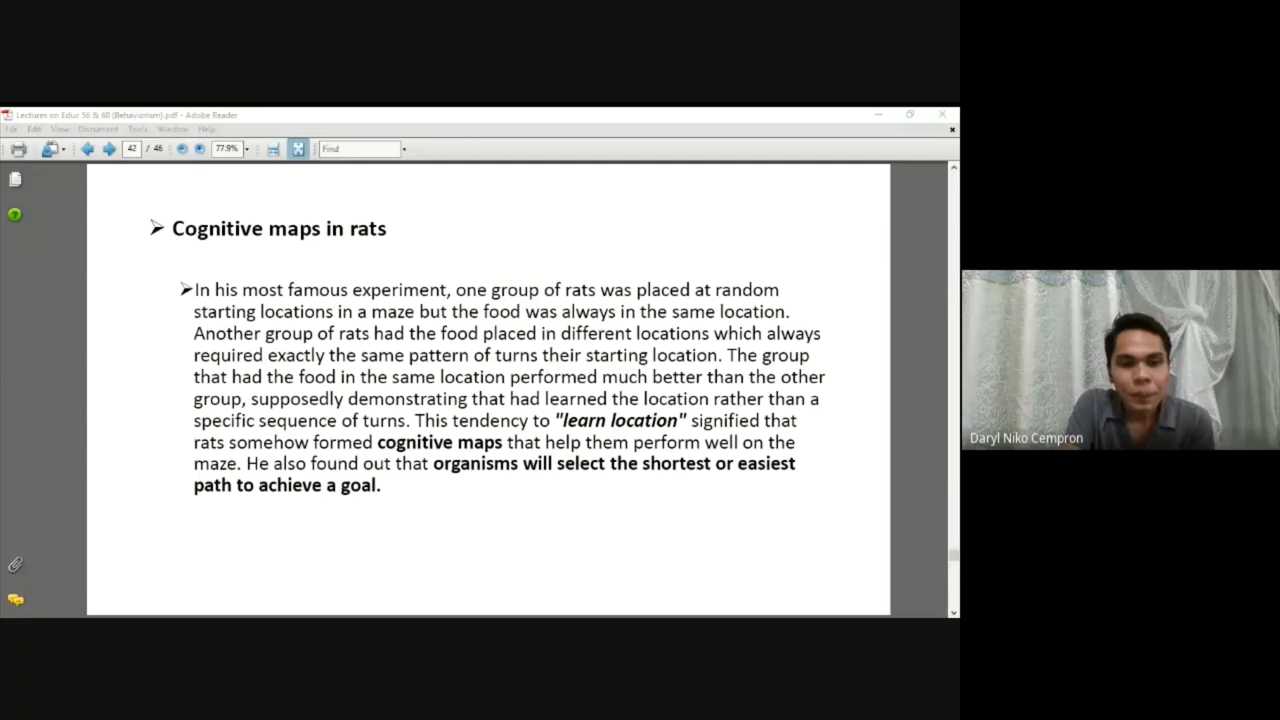 Lectures on Educ 56 & 60 (Behaviorism).pdf - Adobe Reader
File Edit View Document Tools Window Help
42 / 46 77.9% Find
Cognitive maps in rats
In his most famous experiment, one group of rats was placed at random
starting locations in a maze but the food was always in the same location.
Another group of rats had the food placed in different locations which always
required exactly the same pattern of turns their starting location. The group
that had the food in the same location performed much better than the other
group, supposedly demonstrating that had learned the location rather than a
specific sequence of turns. This tendency to "learn location" signified that
rats somehow formed cognitive maps that help them perform well on the
maze. He also found out that organisms will select the shortest or easiest
path to achieve a goal.
Daryl Niko Cempron